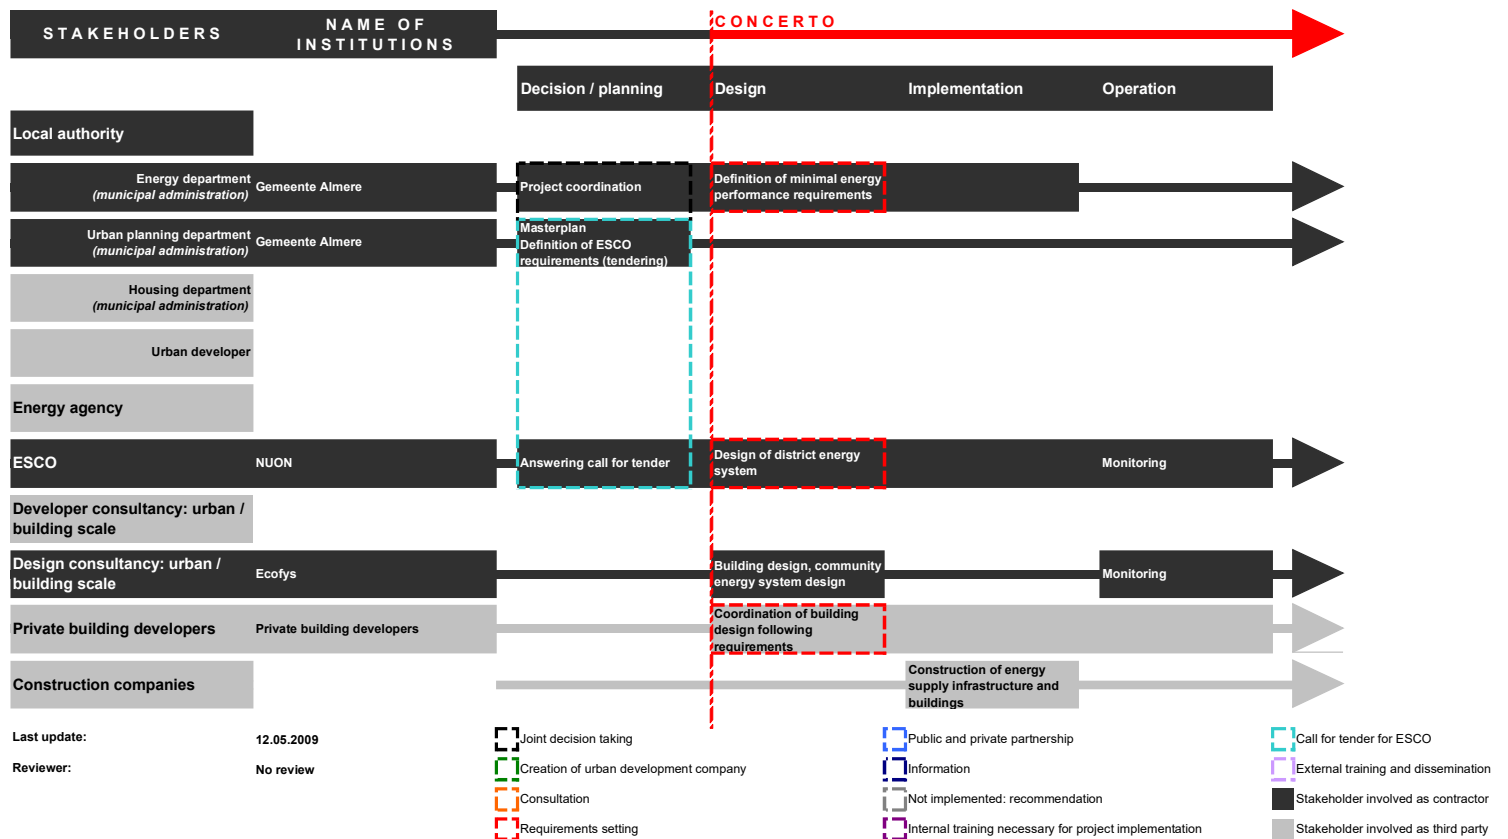 STAKEHOLDERS
NAME OF
INSTITUTIONS
CONCERTO
Decision / planning
Design
Implementation
Operation
Local authority
Energy department
(municipal administration)
Gemeente Almere
Project coordination
Definition of minimal energy
performance requirements
Urban planning department
(municipal administration)
Gemeente Almere
Masterplan
Definition of ESCO
requirements (tendering)
Housing department
(municipal administration)
Urban developer
Energy agency
ESCO
NUON
Answering call for tender
Design of district energy
system
Monitoring
Developer consultancy: urban /
building scale
Design consultancy: urban /
building scale
Ecofys
Building design, community
energy system design
Monitoring
Private building developers
Private building developers
Coordination of building
design following
requirements
Construction companies
Construction of energy
supply infrastructure and
buildings
Last update:
12.05.2009
Reviewer:
No review
Joint decision taking
Creation of urban development company
Consultation
Requirements setting
Public and private partnership
Information
Not implemented: recommendation
Internal training necessary for project implementation
Call for tender for ESCO
External training and dissemination
Stakeholder involved as contractor
Stakeholder involved as third party